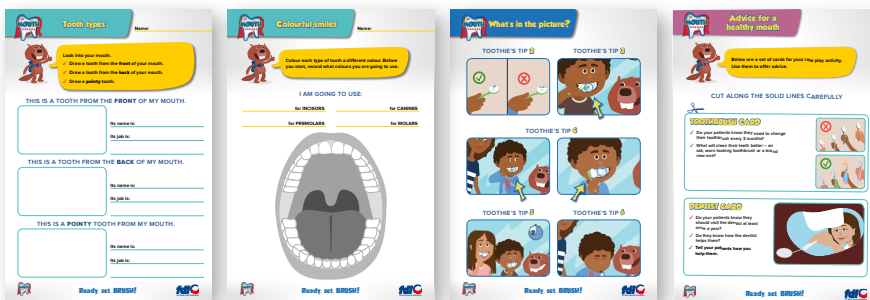 MOUTH
Tooth types
Name:
Look into your mouth.
✓ Draw a tooth from the front of your mouth.
✓ Draw a tooth from the back of your mouth.
✓ Draw a pointy tooth.
THIS IS A TOOTH FROM THE FRONT OF MY MOUTH.
Its name is:
Its job is:
THIS IS A TOOTH FROM THE BACK OF MY MOUTH.
Its name is:
Its job is:
THIS IS A POINTY TOOTH FROM MY MOUTH.
Its name is:
Its job is:
Ready, set, BRUSH!
fdi
MOUTH
Colourful smiles
Name:
Colour each type of tooth a different colour. Before
you start, record what colours you are going to use.
I AM GOING TO USE:
for INCISORS
for CANINES
for PREMOLARS
for MOLARS
Ready, set, BRUSH!
fdi
MOUTH
What's in the picture?
TOOTHIE'S TIP 2
TOOTHIE'S TIP 3
TOOTHIE'S TIP 4
TOOTHIE'S TIP 5
TOOTHIE'S TIP 6
Ready, set, BRUSH!
fdi
MOUTH
Advice for a
healthy mouth
Below are a set of cards for your role play activity.
Use them to offer advice.
CUT ALONG THE SOLID LINES CAREFULLY
TOOTHBRUSH CARD
✓ Do your patients know they need to change
their toothbrush every 3 months?
✓ What will clean their teeth better – an
old, worn looking toothbrush or a brand
new one?
DENTIST CARD
✓ Do your patients know they
should visit the dentist at least
once a year?
✓ Do they know how the dentist
helps them?
✓ Tell your patients how you
help them.
Ready, set, BRUSH!
fdi